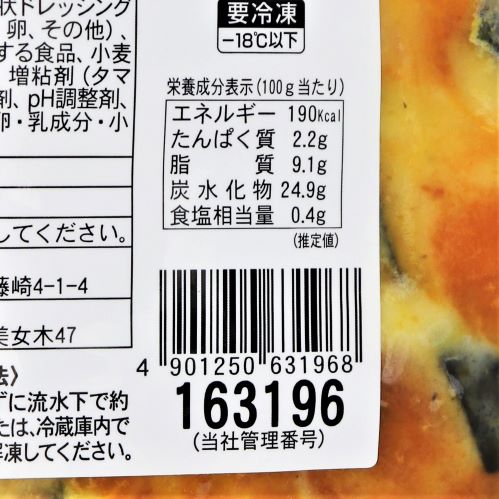 状ドレッシング
卵、その他)、
する食品、小麦
増粘剤(タマ
剤、pH調整剤、
卵・乳成分・小
してください。
藤崎4-1-4
美女木47
法〉
ずに流水下で約
たは、冷蔵庫内で
解凍してください。
要冷凍
-18℃以下
栄養成分表示(100g当たり)
エネルギー 190Kcal
たんぱく質 2.2g
脂質 9.1g
炭水化物 24.9g
食塩相当量 0.4g
(推定値)
4 901250 631968
163196
(当社管理番号)